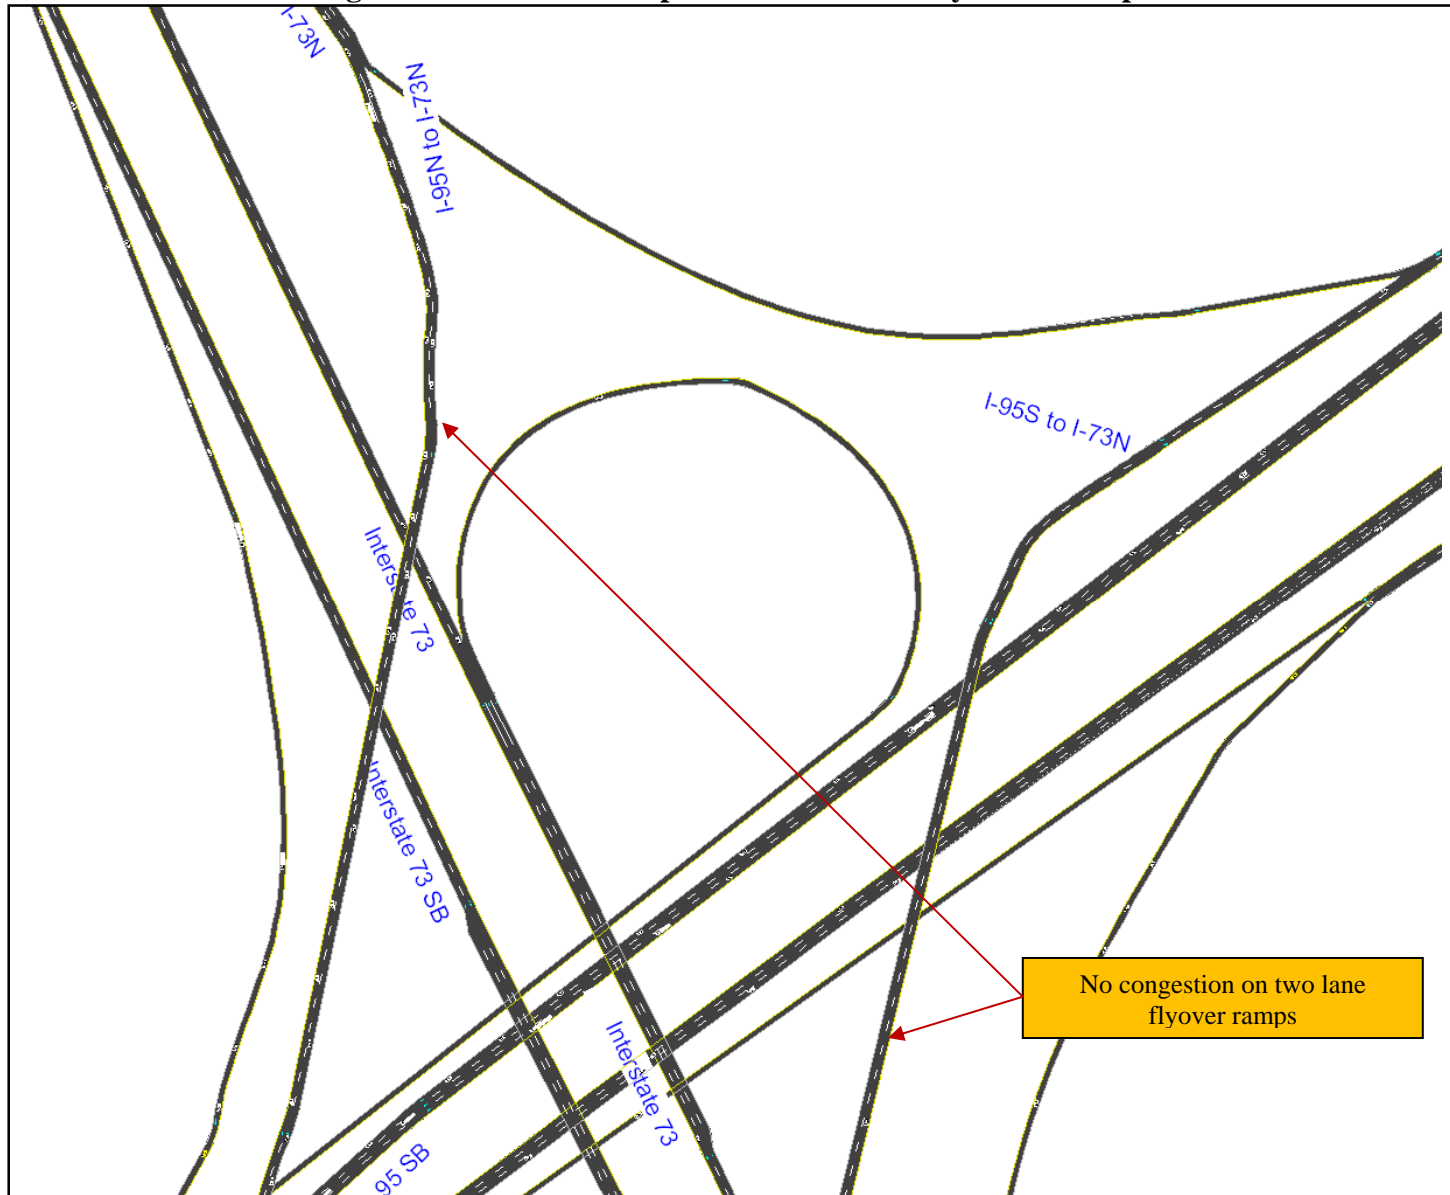 I-73N
I-95N to I-73N
I-95S to I-73N
Interstate 73
Interstate 73 SB
No congestion on two lane
flyover ramps
Interstate 73
95 SB